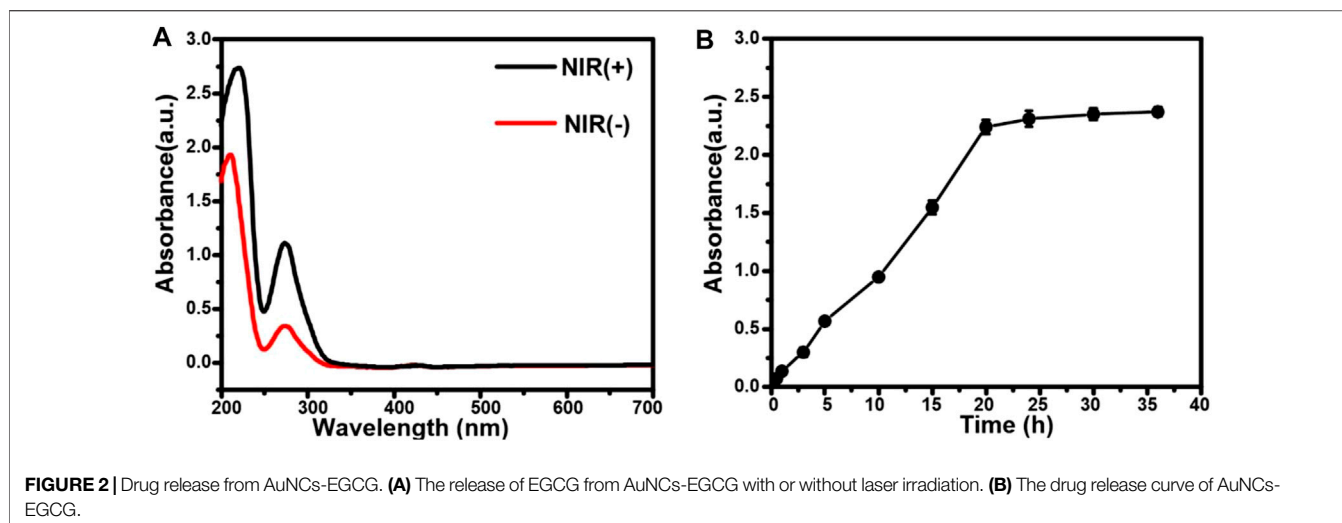 A
B
3.0
2.5
2.0
1.5
1.0
0.5
0.0
200
300
400
500
600
700
Absorbance(a.u.)
Wavelength (nm)
NIR(+)
NIR(-)
3.0
2.5
2.0
1.5
1.0
0.5
0.0
0
5
10
15
20
25
30
35
40
Absorbance(a.u.)
Time (h)
FIGURE 2 | Drug release from AuNCs-EGCG. (A) The release of EGCG from AuNCs-EGCG with or without laser irradiation. (B) The drug release curve of AuNCs-
EGCG.